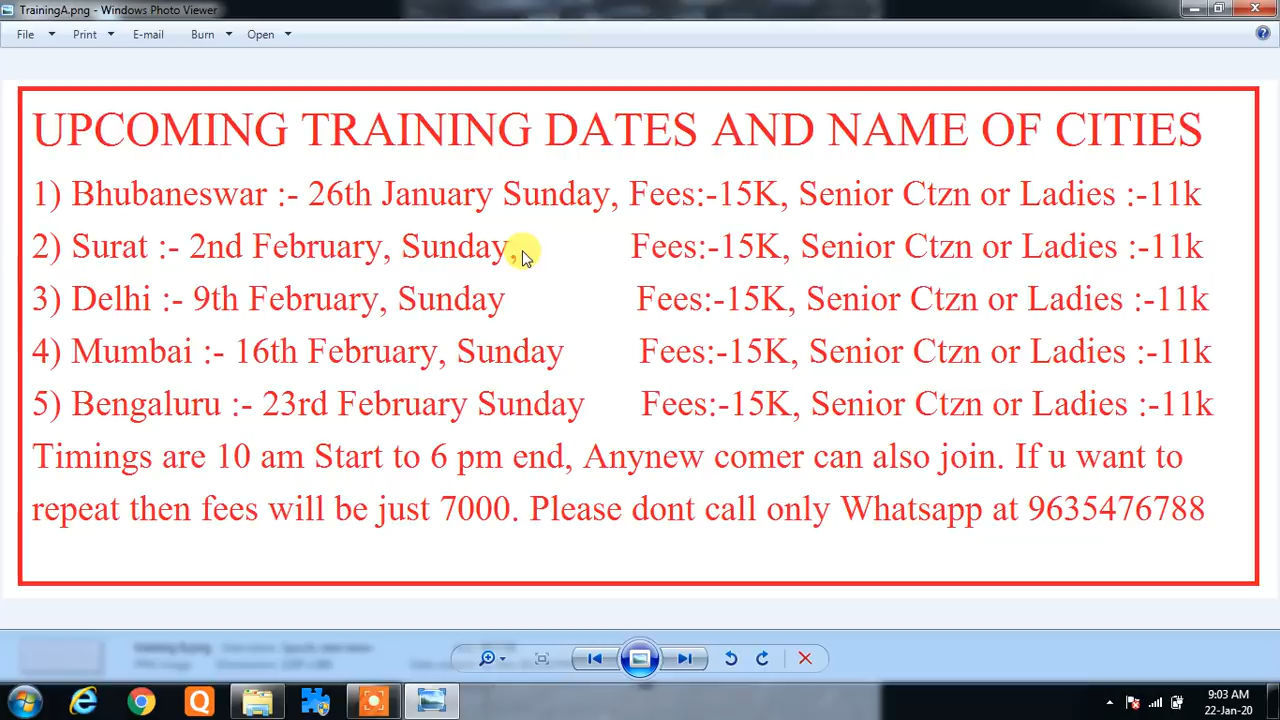 TrainingA.png - Windows Photo Viewer
File Print E-mail Burn Open
UPCOMING TRAINING DATES AND NAME OF CITIES
1) Bhubaneswar :- 26th January Sunday, Fees:-15K, Senior Ctzn or Ladies :-11k
2) Surat :- 2nd February, Sunday, Fees:-15K, Senior Ctzn or Ladies :-11k
3) Delhi :- 9th February, Sunday Fees:-15K, Senior Ctzn or Ladies :-11k
4) Mumbai :- 16th February, Sunday Fees:-15K, Senior Ctzn or Ladies :-11k
5) Bengaluru :- 23rd February Sunday Fees:-15K, Senior Ctzn or Ladies :-11k
Timings are 10 am Start to 6 pm end, Anynew comer can also join. If u want to
repeat then fees will be just 7000. Please dont call only Whatsapp at 9635476788
9:03 AM
22-Jan-20